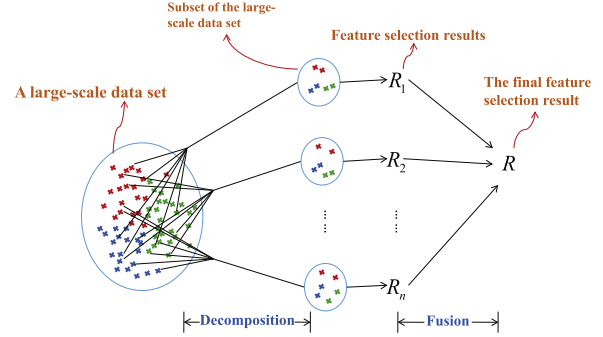 Subset of the large-
scale data set
Feature selection results
A large-scale data set
The final feature
selection result
R1
R2
R
Rn
Decomposition
Fusion